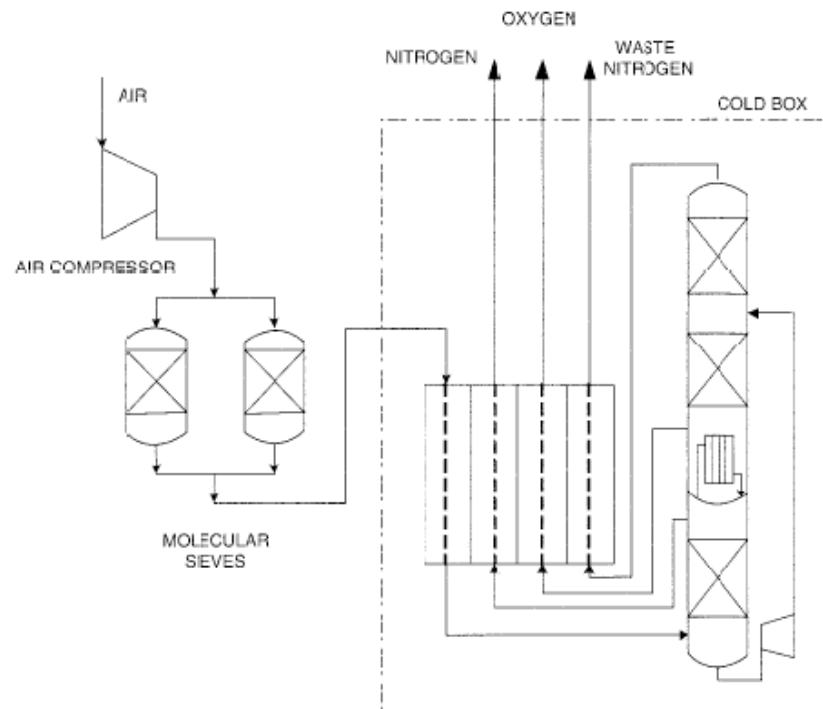 OXYGEN
NITROGEN
WASTE
NITROGEN
AIR
COLD BOX
AIR COMPRESSOR
MOLECULAR
SIEVES